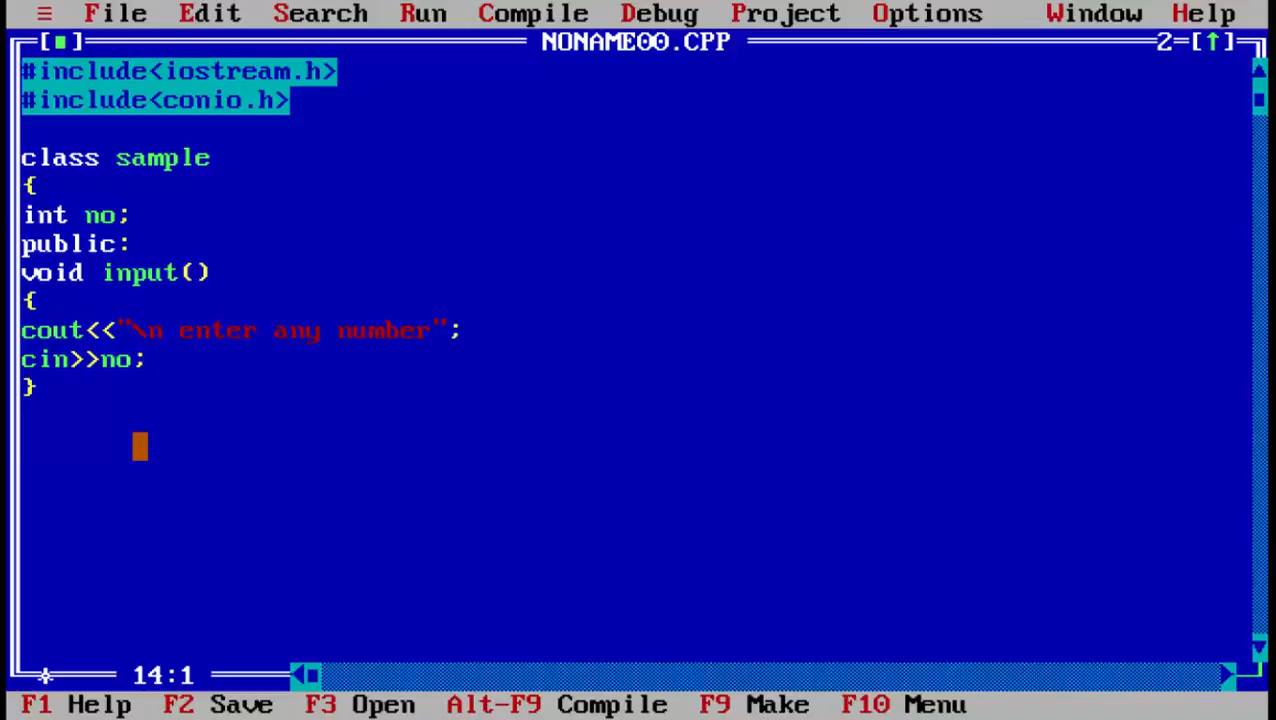 ≡ File Edit Search Run Compile Debug Project Options Window Help
[■] NONAME00.CPP 2=[↑]
#include<iostream.h>
#include<conio.h>
class sample
{
int no;
public:
void input()
{
cout<<"\n enter any number";
cin>>no;
}
14:1
F1 Help F2 Save F3 Open Alt-F9 Compile F9 Make F10 Menu